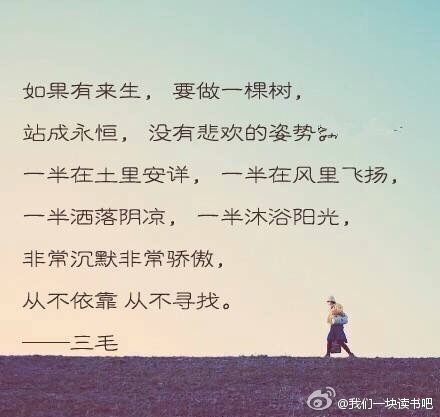 如果有来生， 要做一棵树，
站成永恒， 没有悲欢的姿势。
一半在土里安详， 一半在风里飞扬，
一半洒落阴凉， 一半沐浴阳光，
非常沉默非常骄傲，
从不依靠 从不寻找。
——三毛
@我们一块读书吧